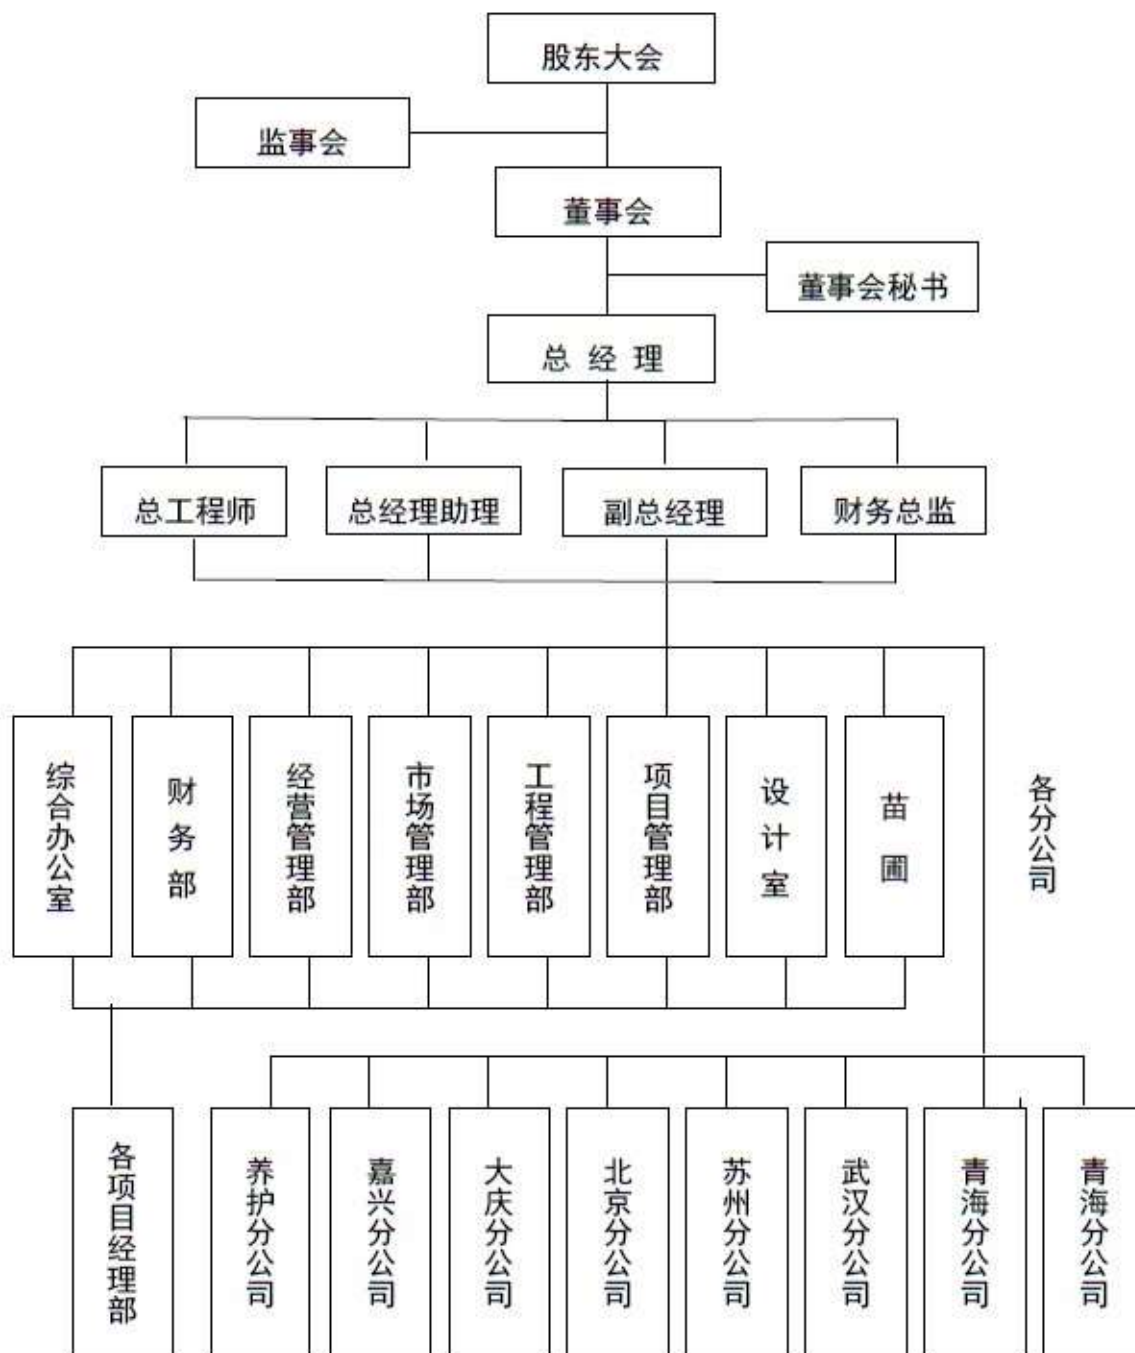 股东大会
监事会
董事会
董事会秘书
总 经 理
总工程师
总经理助理
副总经理
财务总监
综合办公室
财务部
经营管理部
市场管理部
工程管理部
项目管理部
设计室
苗圃
各分公司
各项目经理部
养护分公司
嘉兴分公司
大庆分公司
北京分公司
苏州分公司
武汉分公司
青海分公司
青海分公司